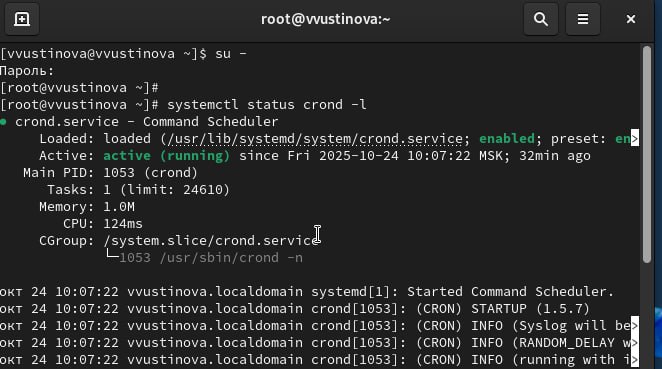 root@vvustinova:~
[vvustinova@vvustinova ~]$ su -
Пароль:
[root@vvustinova ~]#
[root@vvustinova ~]# systemctl status crond -l
● crond.service - Command Scheduler
Loaded: loaded (/usr/lib/systemd/system/crond.service; enabled; preset: en>
Active: active (running) since Fri 2025-10-24 10:07:22 MSK; 32min ago
Main PID: 1053 (crond)
Tasks: 1 (limit: 24610)
Memory: 1.0M
CPU: 124ms
CGroup: /system.slice/crond.service
└─1053 /usr/sbin/crond -n
окт 24 10:07:22 vvustinova.localdomain systemd[1]: Started Command Scheduler.
окт 24 10:07:22 vvustinova.localdomain crond[1053]: (CRON) STARTUP (1.5.7)
окт 24 10:07:22 vvustinova.localdomain crond[1053]: (CRON) INFO (Syslog will be>
окт 24 10:07:22 vvustinova.localdomain crond[1053]: (CRON) INFO (RANDOM_DELAY w>
окт 24 10:07:22 vvustinova.localdomain crond[1053]: (CRON) INFO (running with i>